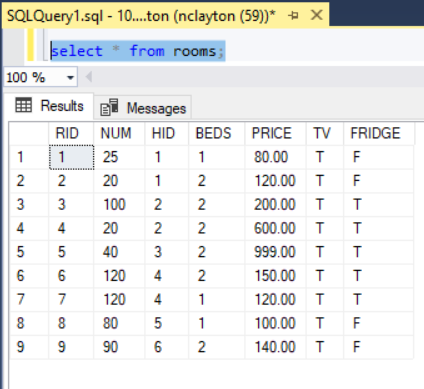 SQLQuery1.sql - 10....ton (nclayton (59))*
select * from rooms;
100 %
Results Messages
RID NUM HID BEDS PRICE TV FRIDGE
1 1 25 1 1 80.00 T F
2 2 20 1 2 120.00 T F
3 3 100 2 2 200.00 T T
4 4 20 2 2 600.00 T T
5 5 40 3 2 999.00 T T
6 6 120 4 2 150.00 T T
7 7 120 4 1 120.00 T T
8 8 80 5 1 100.00 T F
9 9 90 6 2 140.00 T F